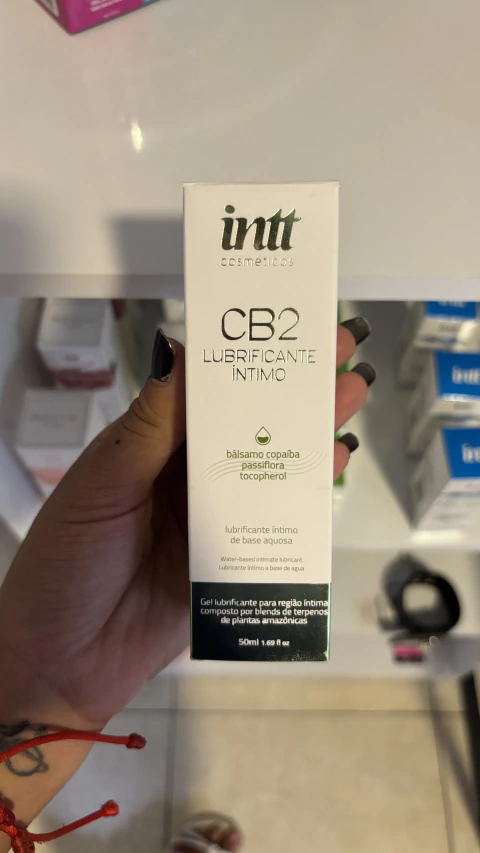 intt
cosméticos
CB2
LUBRIFICANTE
ÍNTIMO
bálsamo copaíba
passiflora
tocopherol
lubrificante íntimo
de base aquosa
Water-based intimate lubricant
Lubricante íntimo a base de agua
Gel lubrificante para região íntima
composto por blends de terpenos
de plantas amazônicas
50ml 1.69 fl oz
intt